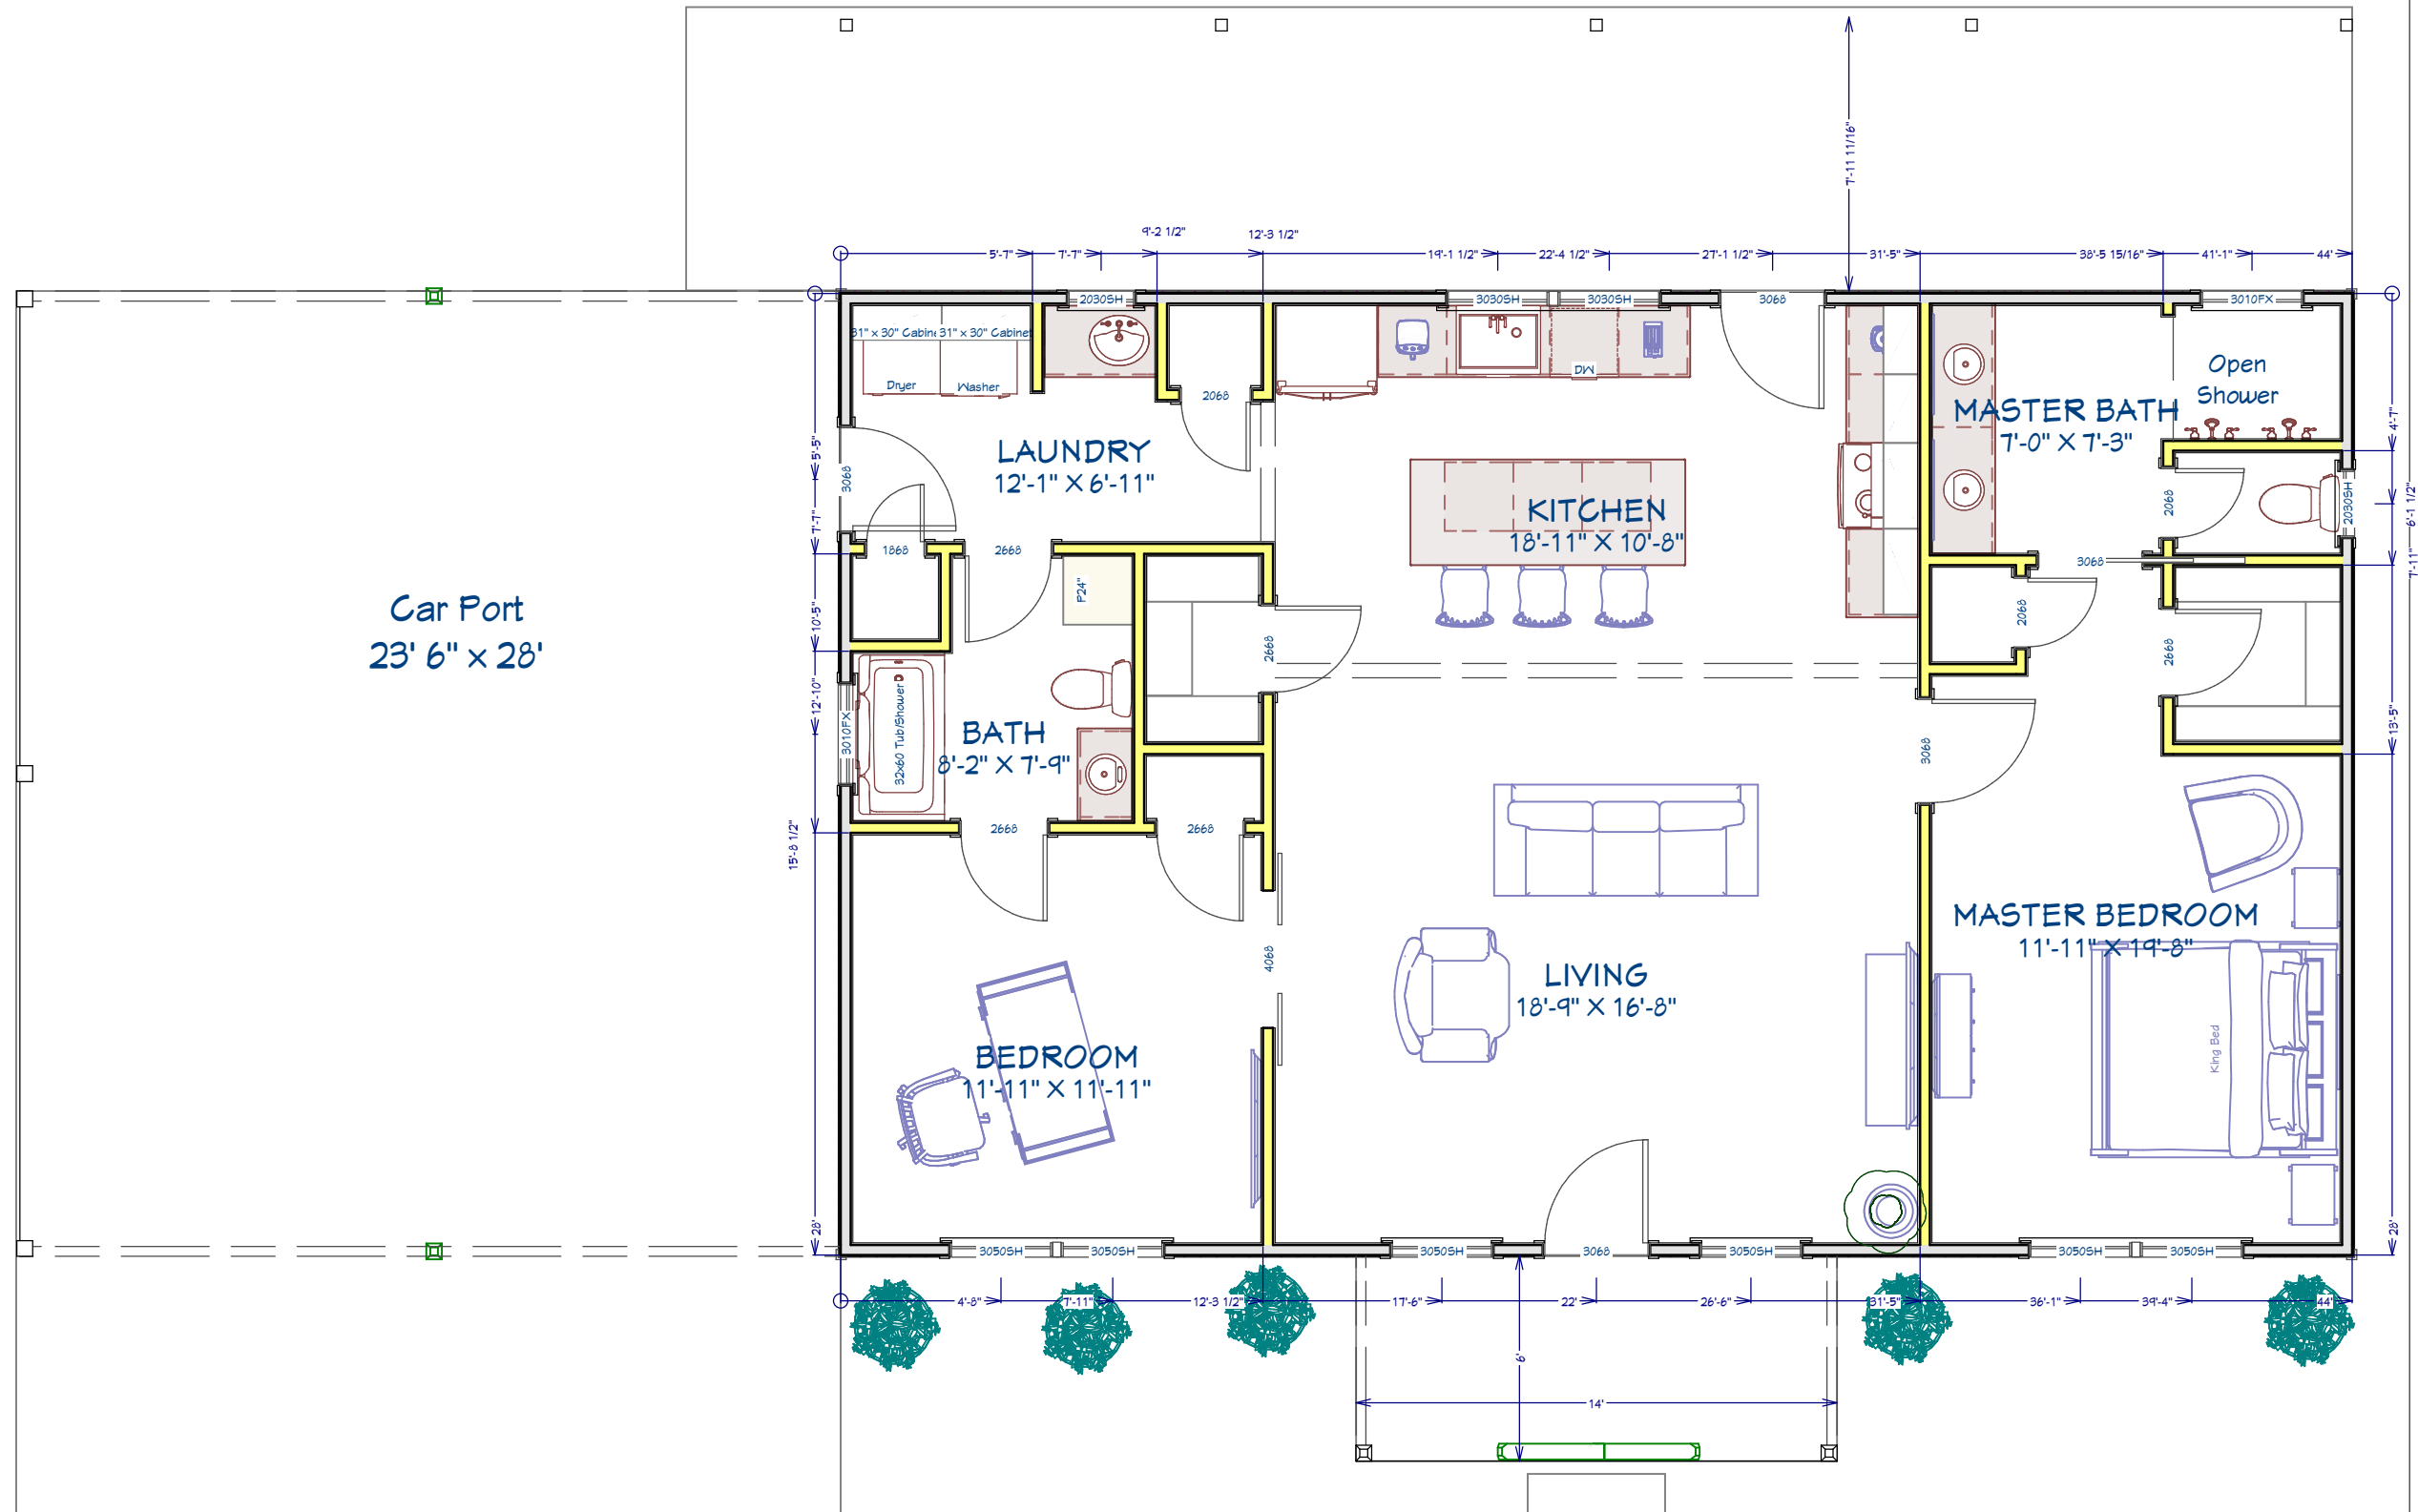 7'-11 11/16"
9'-2 1/2"
12'-3 1/2"
5'-7"
7'-7"
19'-1 1/2"
22'-4 1/2"
27'-1 1/2"
31'-5"
38'-5 15/16"
41'-1"
44'
2030SH
3030SH
3030SH
3068
3010FX
31" x 30" Cabine
31" x 30" Cabinet
Dryer
Washer
DW
2068
Open
Shower
MASTER BATH
7'-0" X 7'-3"
4'-7"
5'-5"
LAUNDRY
12'-1" X 6'-11"
3068
2068
2030SH
6'-1 1/2"
7'-11"
KITCHEN
18'-11" X 10'-8"
7'-7"
1868
2668
3068
P24"
Car Port
23' 6" x 28'
10'-5"
2068
2668
2668
12'-10"
3010FX
32x60 Tub/Shower
BATH
8'-2" X 7'-9"
3068
13'-5"
2668
2668
15'-8 1/2"
MASTER BEDROOM
11'-11" X 19'-8"
4068
LIVING
18'-9" X 16'-8"
BEDROOM
11'-11" X 11'-11"
King Bed
28'
28'
3050SH
3050SH
3050SH
3068
3050SH
3050SH
3050SH
4'-8"
7'-11"
12'-3 1/2"
17'-6"
22'
26'-6"
31'-5"
36'-1"
39'-4"
44'
6'
14'